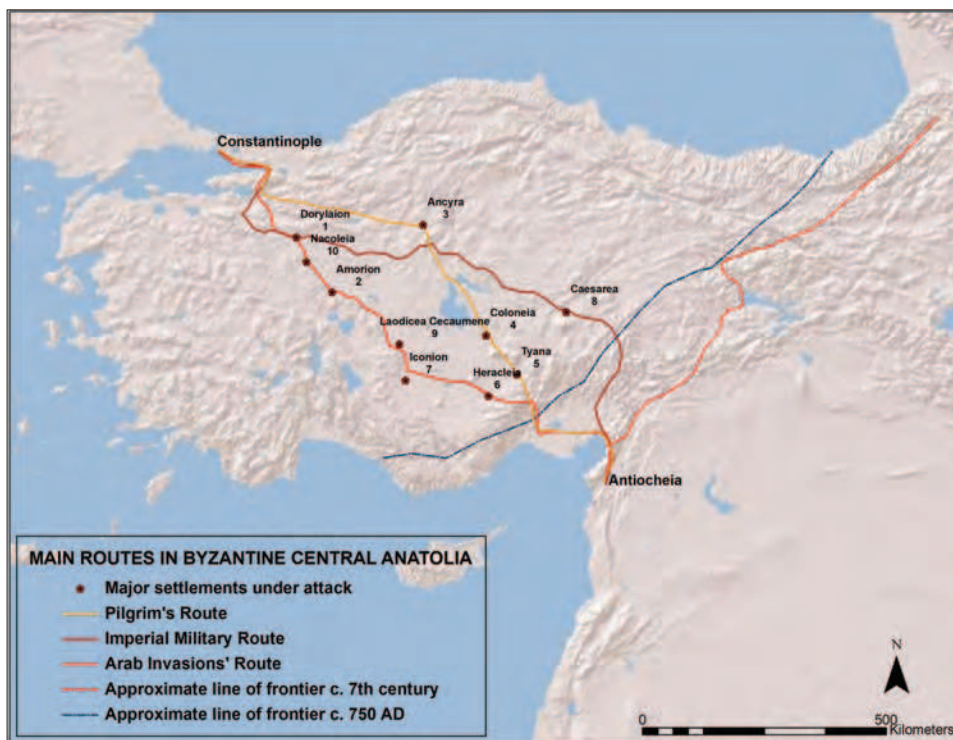 Constantinople
Ancyra
3
Dorylaion
1
Nacoleia
10
Amorion
2
Caesarea
8
Laodicea Cecaumene
9
Coloneia
4
Iconion
7
Tyana
5
Heracleia
6
Antiocheia
MAIN ROUTES IN BYZANTINE CENTRAL ANATOLIA
Major settlements under attack
Pilgrim's Route
Imperial Military Route
Arab Invasions' Route
Approximate line of frontier c. 7th century
Approximate line of frontier c. 750 AD
N
0 500
Kilometers